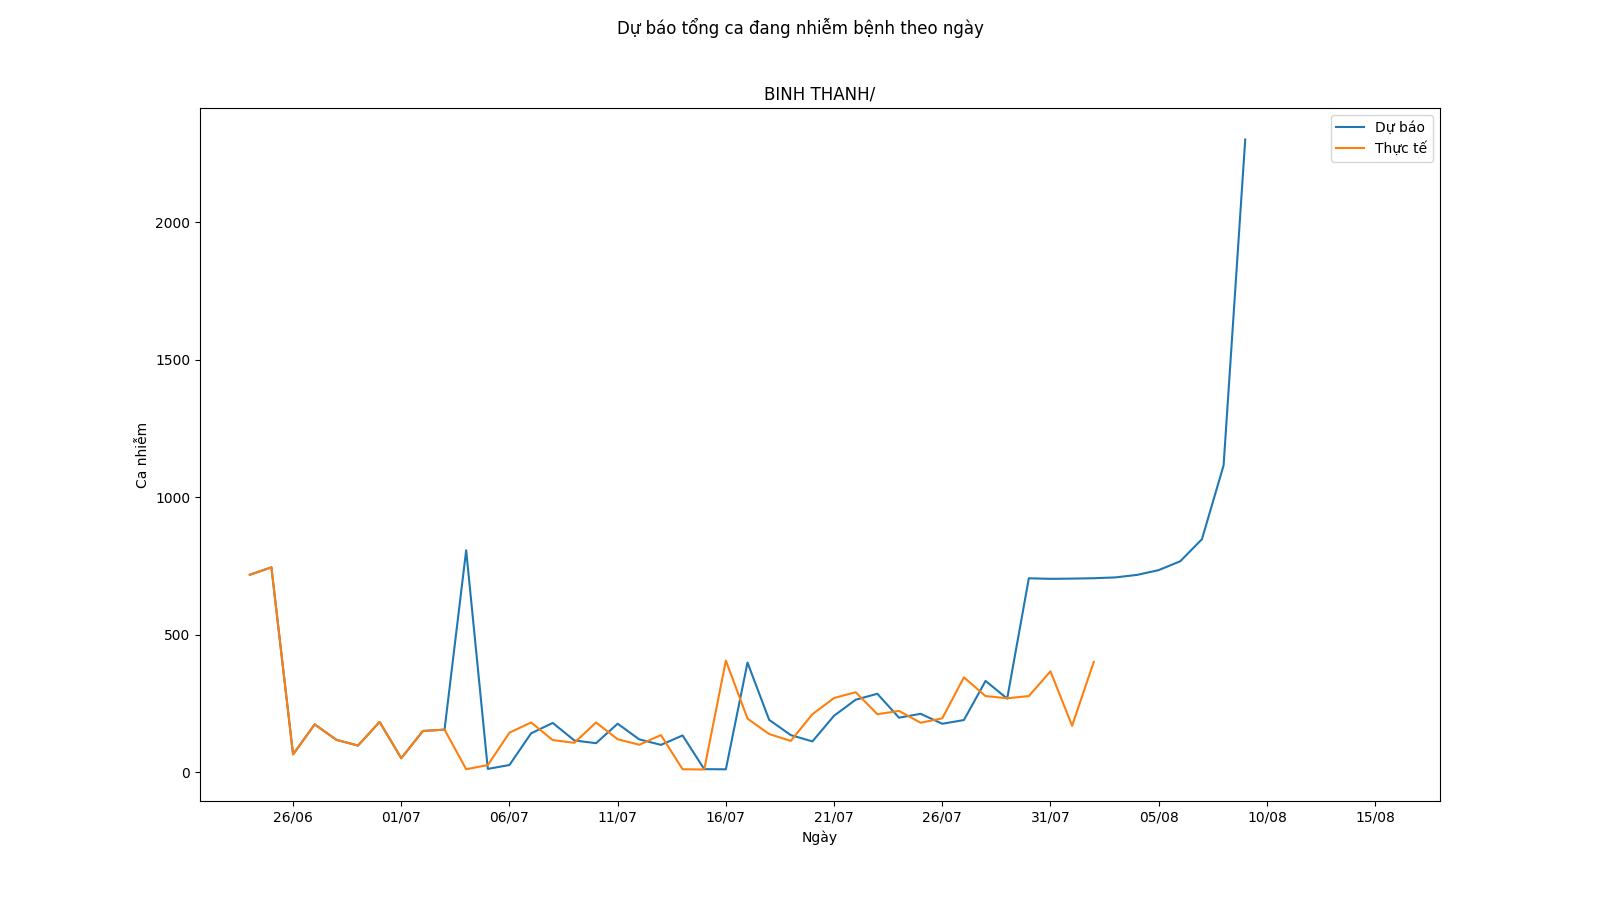 Dự báo tổng ca đang nhiễm bệnh theo ngày
BINH THANH/
Dự báo
Thực tế
2000
1500
1000
500
0
Ca nhiễm
26/06 01/07 06/07 11/07 16/07 21/07 26/07 31/07 05/08 10/08 15/08
Ngày